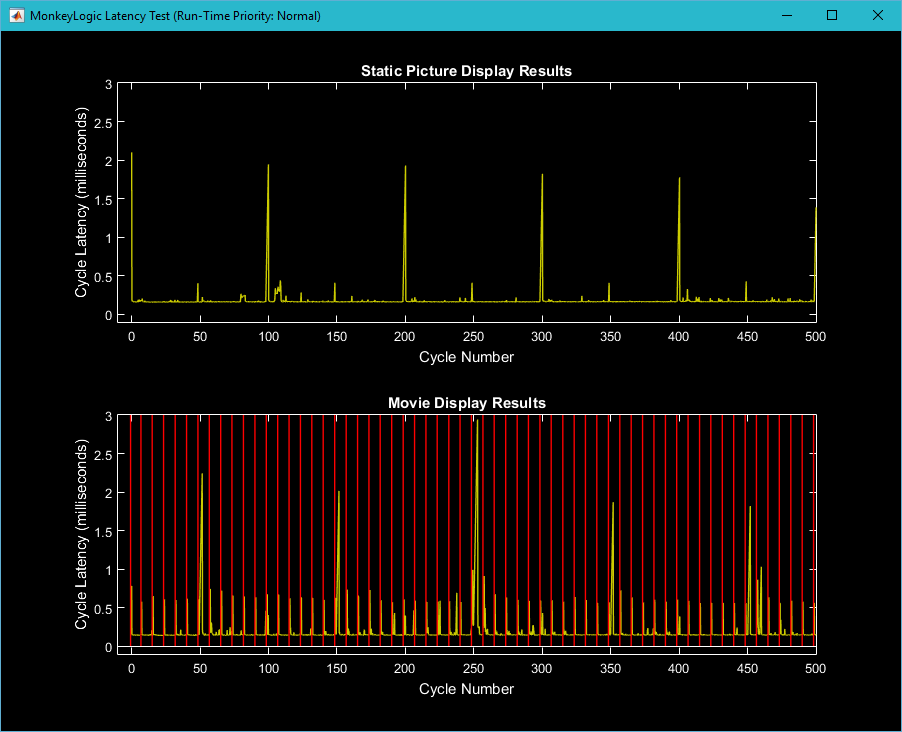 MonkeyLogic Latency Test (Run-Time Priority: Normal)
Static Picture Display Results
Cycle Latency (milliseconds)
3
2.5
2
1.5
1
0.5
0
0 50 100 150 200 250 300 350 400 450 500
Cycle Number
Movie Display Results
Cycle Latency (milliseconds)
3
2.5
2
1.5
1
0.5
0
0 50 100 150 200 250 300 350 400 450 500
Cycle Number